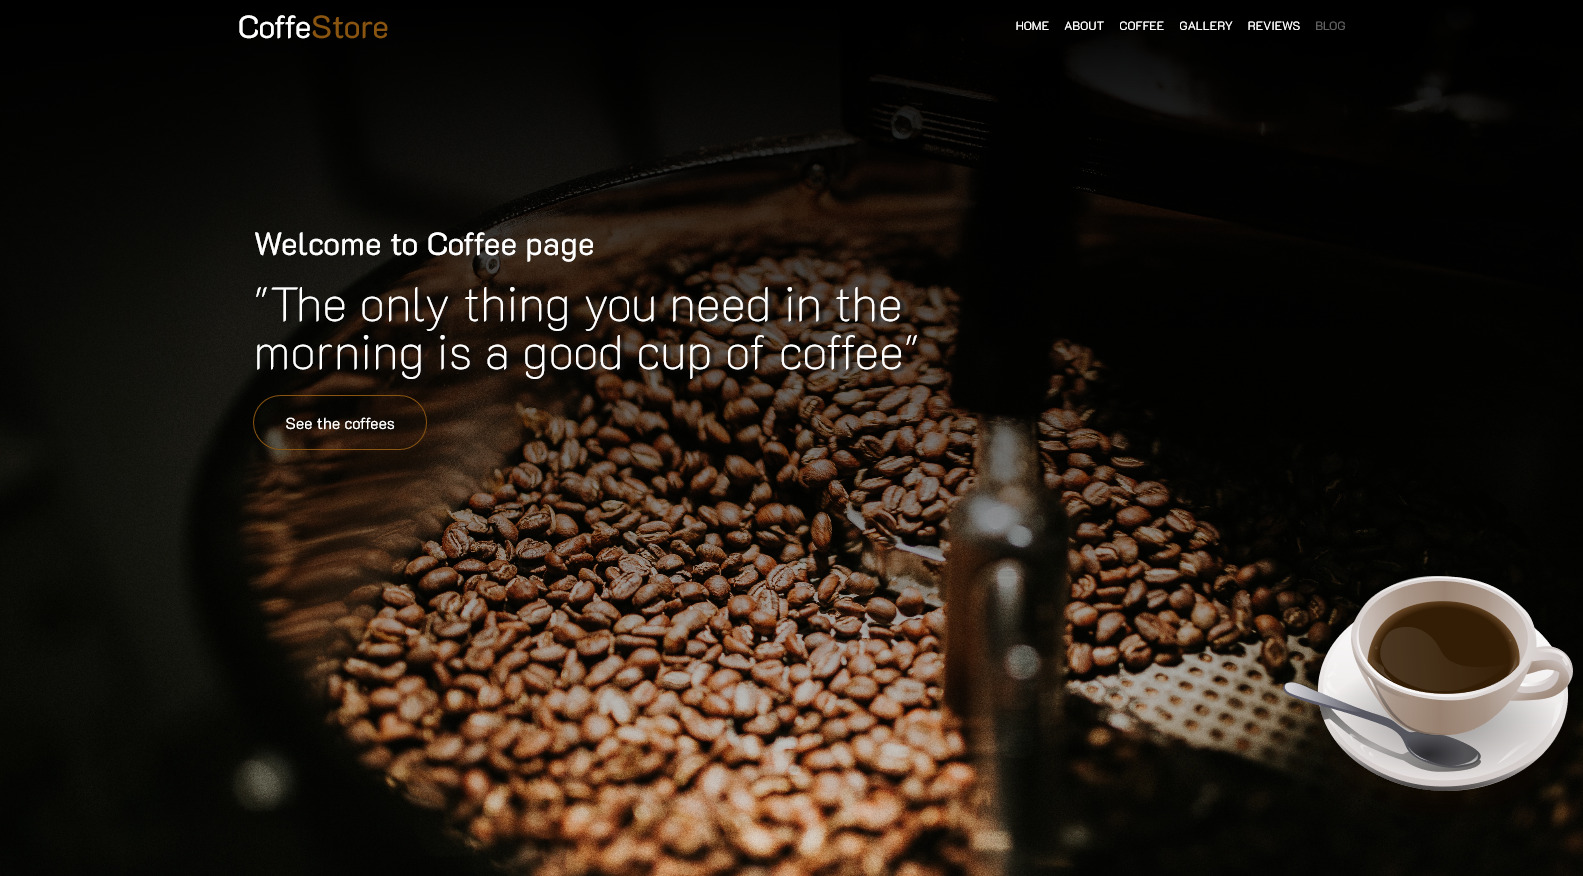 CoffeStore
HOME ABOUT COFFEE GALLERY REVIEWS BLOG
Welcome to Coffee page
"The only thing you need in the
morning is a good cup of coffee"
See the coffees